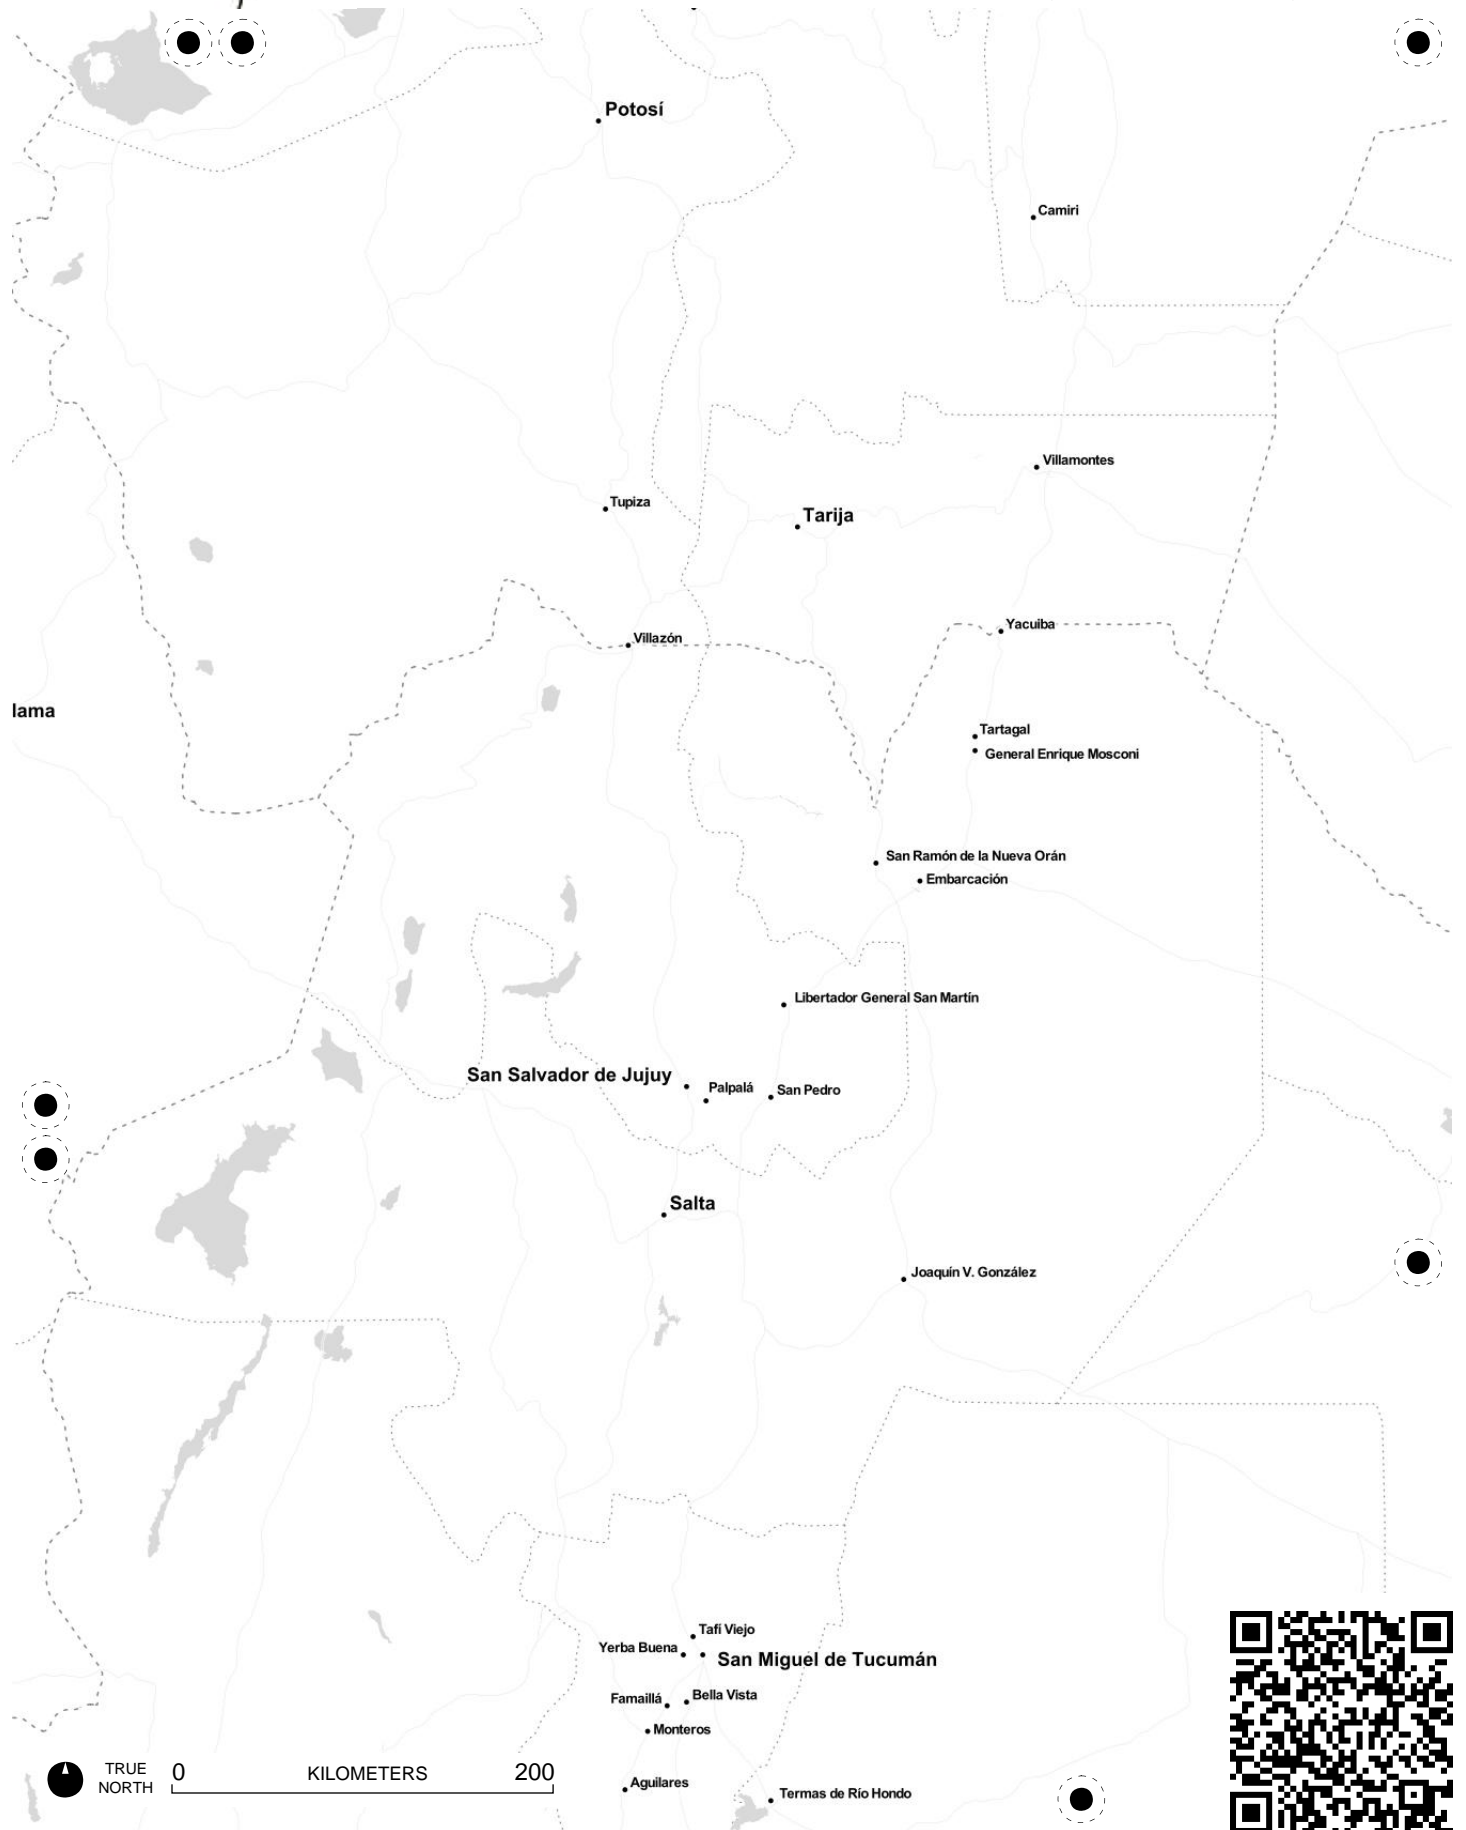 Potosí
Camiri
Villamontes
Tupiza
Tarija
Yacuiba
Villazón
lama
Tartagal
General Enrique Mosconi
San Ramón de la Nueva Orán
Embarcación
Libertador General San Martín
San Salvador de Jujuy
Palpalá
San Pedro
Salta
Joaquín V. González
Tafí Viejo
Yerba Buena
San Miguel de Tucumán
Famaillá
Bella Vista
Monteros
TRUE
NORTH
0
KILOMETERS
200
Aguilares
Termas de Río Hondo